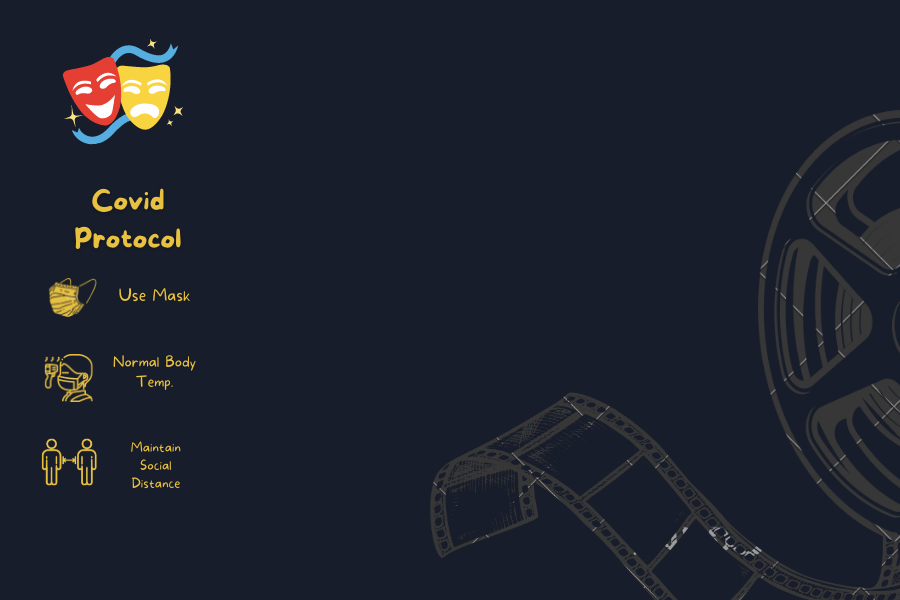 Covid
Protocol
Use Mask
Normal Body
Temp.
Maintain
Social
Distance